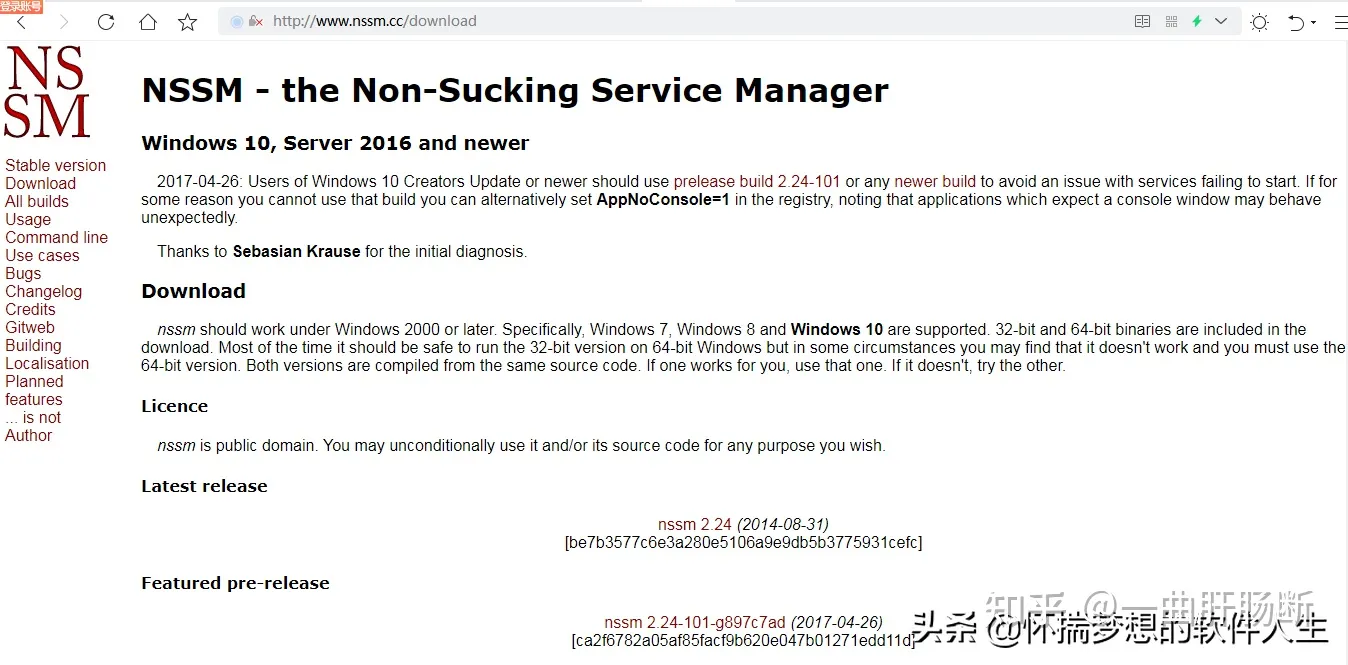 登录账号
http://www.nssm.cc/download
NS
SM
Stable version
Download
All builds
Usage
Command line
Use cases
Bugs
Changelog
Credits
Gitweb
Building
Localisation
Planned
features
... is not
Author
NSSM - the Non-Sucking Service Manager
Windows 10, Server 2016 and newer
2017-04-26: Users of Windows 10 Creators Update or newer should use prelease build 2.24-101 or any newer build to avoid an issue with services failing to start. If for
some reason you cannot use that build you can alternatively set AppNoConsole=1 in the registry, noting that applications which expect a console window may behave
unexpectedly.
Thanks to Sebasian Krause for the initial diagnosis.
Download
nssm should work under Windows 2000 or later. Specifically, Windows 7, Windows 8 and Windows 10 are supported. 32-bit and 64-bit binaries are included in the
download. Most of the time it should be safe to run the 32-bit version on 64-bit Windows but in some circumstances you may find that it doesn't work and you must use the
64-bit version. Both versions are compiled from the same source code. If one works for you, use that one. If it doesn't, try the other.
Licence
nssm is public domain. You may unconditionally use it and/or its source code for any purpose you wish.
Latest release
nssm 2.24 (2014-08-31)
[be7b3577c6e3a280e5106a9e9db5b3775931cefc]
Featured pre-release
nssm 2.24-101-g897c7ad (2017-04-26)
[ca2f6782a05af85facf9b620e047b01271edd11d]
知乎 @一曲肝肠断
头条 @怀揣梦想的软件人生